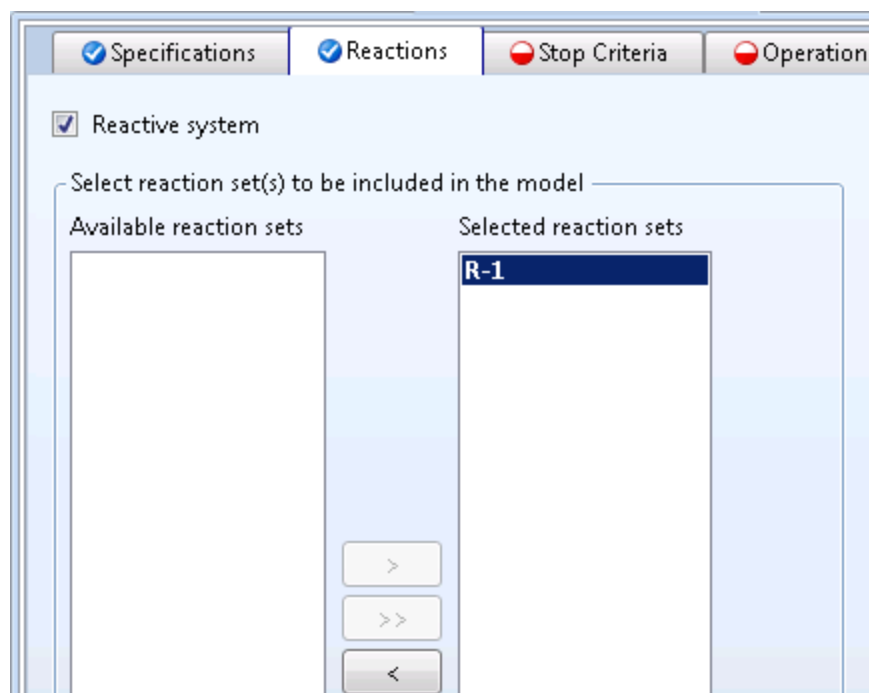 Specifications Reactions Stop Criteria Operation
Reactive system
Select reaction set(s) to be included in the model
Available reaction sets Selected reaction sets
R-1
>
>>
<